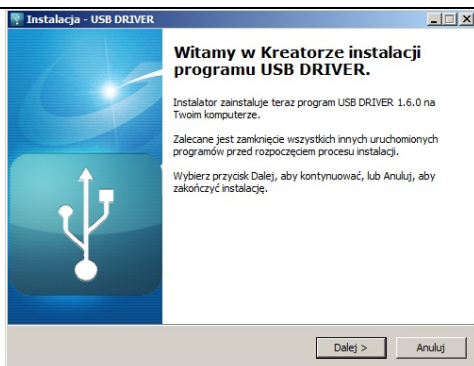 Instalacja - USB DRIVER
Witamy w Kreatorze instalacji
programu USB DRIVER.
Instalator zainstaluje teraz program USB DRIVER 1.6.0 na
Twoim komputerze.
Zalecane jest zamknięcie wszystkich innych uruchomionych
programów przed rozpoczęciem procesu instalacji.
Wybierz przycisk Dalej, aby kontynuować, lub Anuluj, aby
zakończyć instalację.
Dalej >
Anuluj